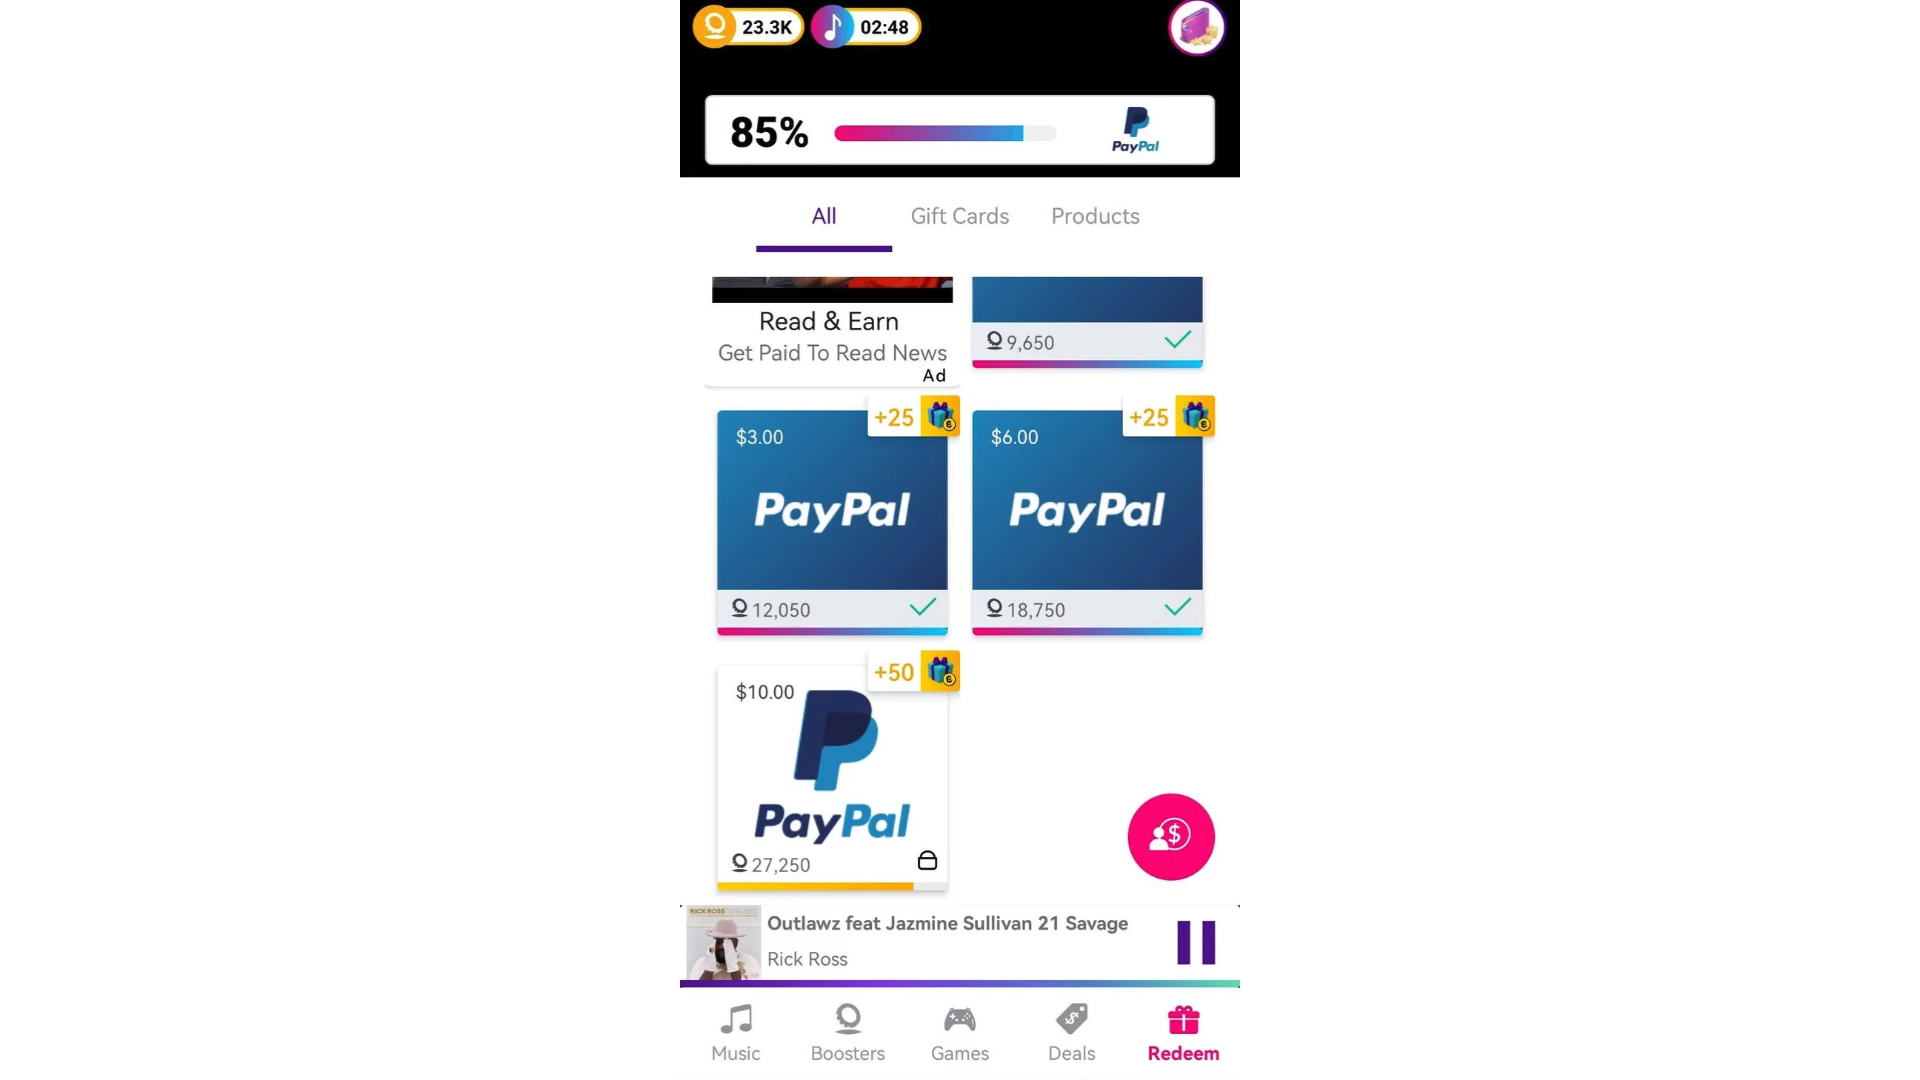 23.3K
02:48
85%
PayPal
All
Gift Cards
Products
Read & Earn
Get Paid To Read News
Ad
9,650
+25
$3.00
PayPal
12,050
+25
$6.00
PayPal
18,750
+50
$10.00
PayPal
27,250
RICK ROSS
Outlawz feat Jazmine Sullivan 21 Savage
Rick Ross
Music
Boosters
Games
Deals
Redeem